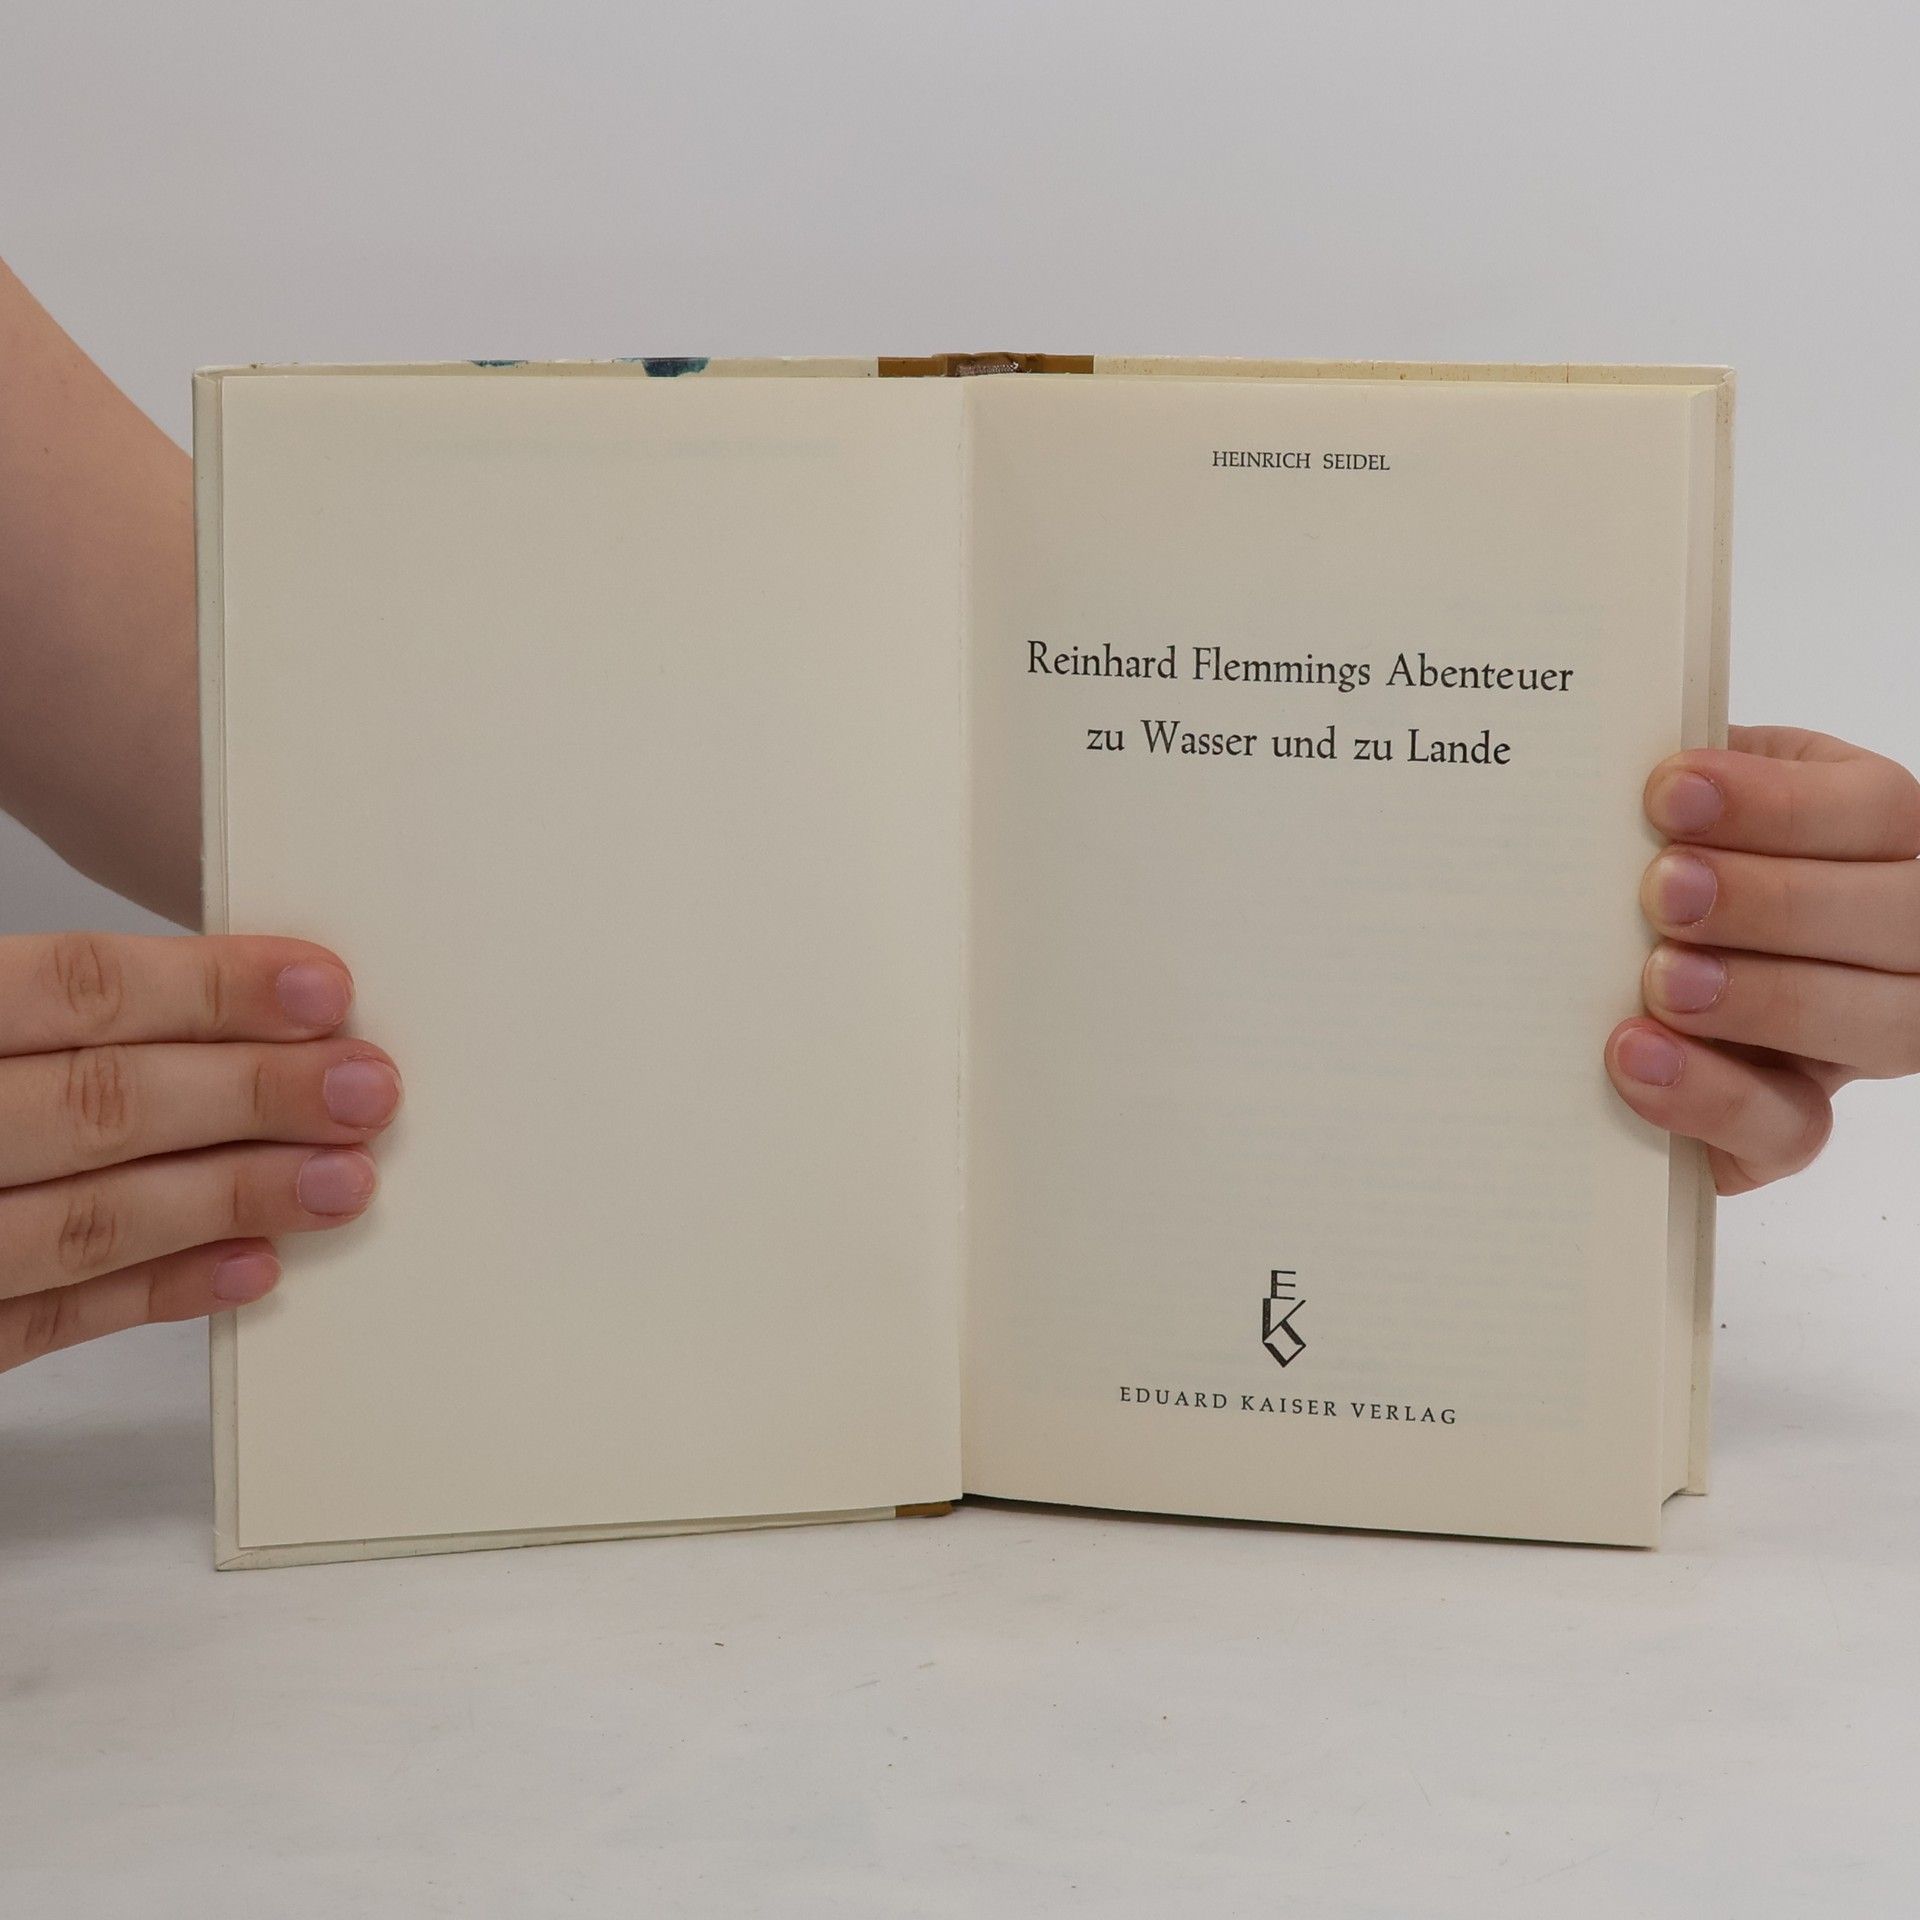 HEINRICH SEIDEL
Reinhard Flemmings Abenteuer
zu Wasser und zu Lande
EK
EDUARD KAISER VERLAG